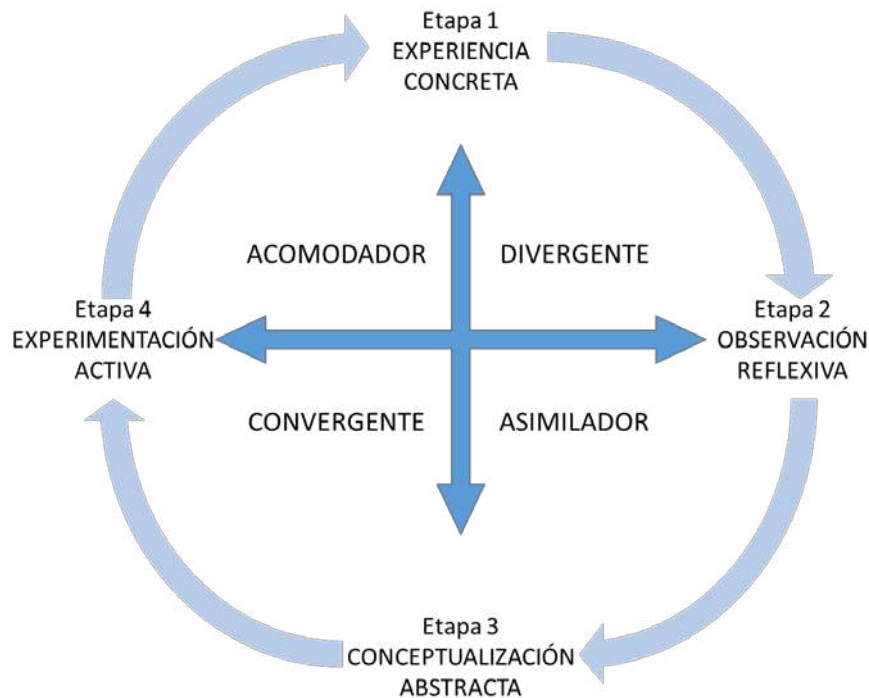 Etapa 1
EXPERIENCIA
CONCRETA
ACOMODADOR
DIVERGENTE
Etapa 4
EXPERIMENTACIÓN
ACTIVA
Etapa 2
OBSERVACIÓN
REFLEXIVA
CONVERGENTE
ASIMILADOR
Etapa 3
CONCEPTUALIZACIÓN
ABSTRACTA